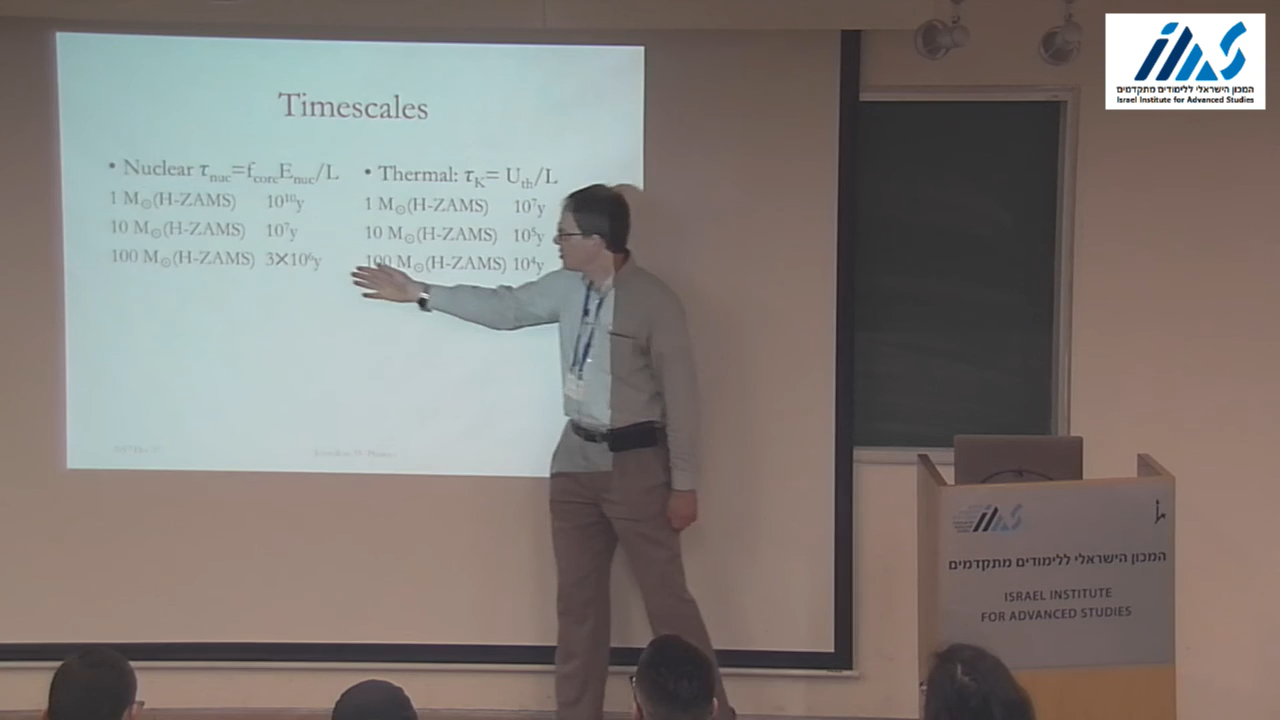 Timescales
• Nuclear τnuc=fcoreEnuc/L
1 M⊙(H-ZAMS) 10¹⁰y
10 M⊙(H-ZAMS) 10⁷y
100 M⊙(H-ZAMS) 3×10⁶y
• Thermal: τK= Uth/L
1 M⊙(H-ZAMS) 10⁷y
10 M⊙(H-ZAMS) 10⁵y
100 M⊙(H-ZAMS) 10⁴y
IIAS
המכון הישראלי ללימודים מתקדמים
Israel Institute for Advanced Studies
IIAS
המכון הישראלי ללימודים מתקדמים
ISRAEL INSTITUTE
FOR ADVANCED STUDIES